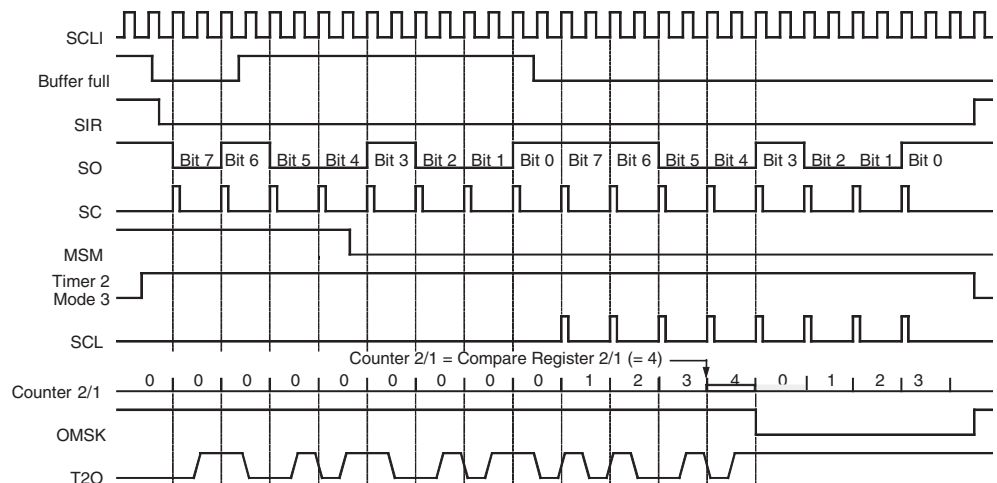 SCLI
Buffer full
SIR
SO Bit 7 Bit 6 Bit 5 Bit 4 Bit 3 Bit 2 Bit 1 Bit 0 Bit 7 Bit 6 Bit 5 Bit 4 Bit 3 Bit 2 Bit 1 Bit 0
SC
MSM
Timer 2
Mode 3
SCL
Counter 2/1 = Compare Register 2/1 (= 4)
Counter 2/1 0 0 0 0 0 0 0 0 1 2 3 4 0 1 2 3
OMSK
T2O